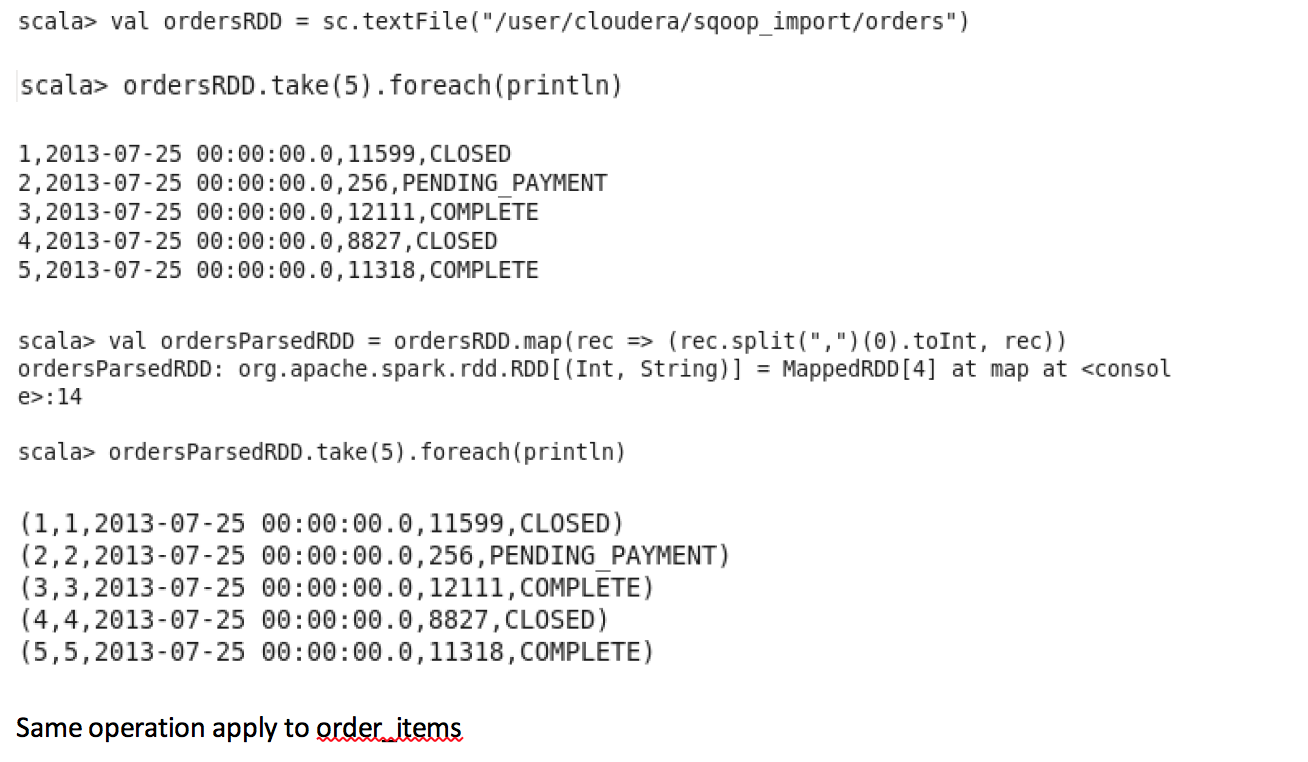 scala> val ordersRDD = sc.textFile("/user/cloudera/sqoop_import/orders")
scala> ordersRDD.take(5).foreach(println)
1,2013-07-25 00:00:00.0,11599,CLOSED
2,2013-07-25 00:00:00.0,256,PENDING_PAYMENT
3,2013-07-25 00:00:00.0,12111,COMPLETE
4,2013-07-25 00:00:00.0,8827,CLOSED
5,2013-07-25 00:00:00.0,11318,COMPLETE
scala> val ordersParsedRDD = ordersRDD.map(rec => (rec.split(",")(0).toInt, rec))
ordersParsedRDD: org.apache.spark.rdd.RDD[(Int, String)] = MappedRDD[4] at map at <consol
e>:14
scala> ordersParsedRDD.take(5).foreach(println)
(1,1,2013-07-25 00:00:00.0,11599,CLOSED)
(2,2,2013-07-25 00:00:00.0,256,PENDING_PAYMENT)
(3,3,2013-07-25 00:00:00.0,12111,COMPLETE)
(4,4,2013-07-25 00:00:00.0,8827,CLOSED)
(5,5,2013-07-25 00:00:00.0,11318,COMPLETE)
Same operation apply to order_items